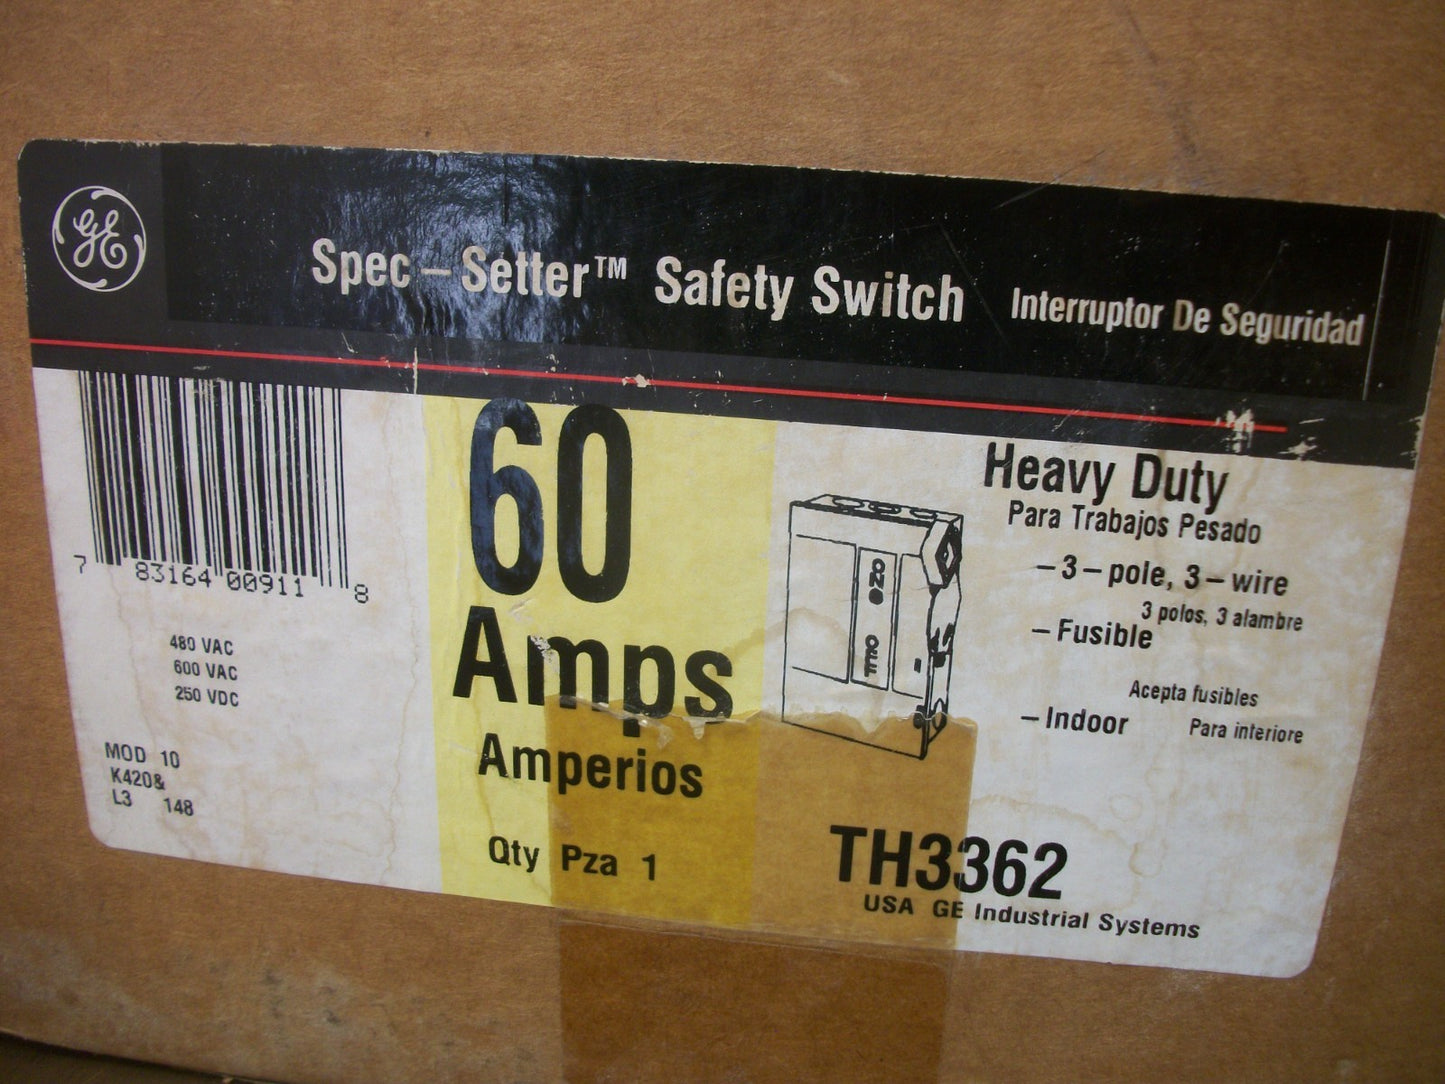 GE
Spec – Setter™ Safety Switch Interruptor De Seguridad
7 83164 00911 8
480 VAC
600 VAC
250 VDC
MOD 10
K420&
L3 148
60
Amps
Amperios
Qty Pza 1
Heavy Duty
Para Trabajos Pesado
– 3 – pole, 3 – wire
3 polos, 3 alambre
– Fusible
Acepta fusibles
– Indoor Para interiore
TH3362
USA GE Industrial Systems